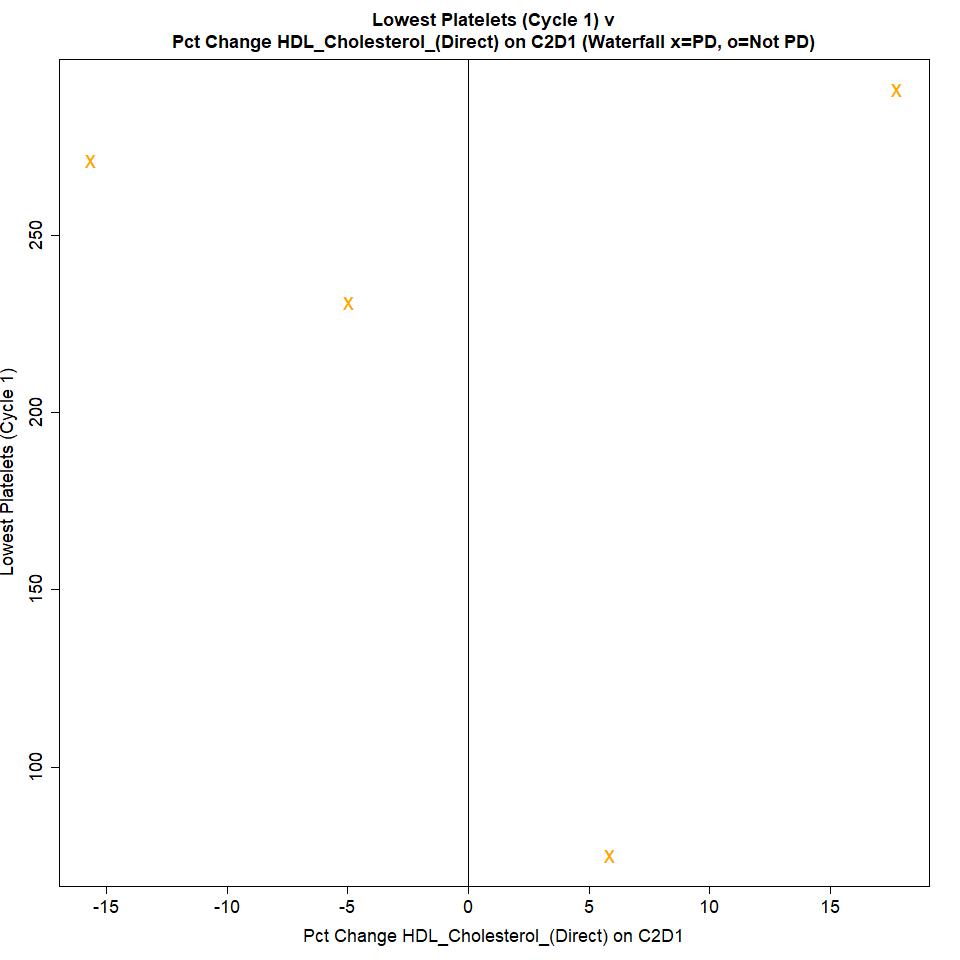 Lowest Platelets (Cycle 1) v
Pct Change HDL_Cholesterol_(Direct) on C2D1 (Waterfall x=PD, o=Not PD)
Lowest Platelets (Cycle 1)
250
200
150
100
X
X
X
X
-15
-10
-5
0
5
10
15
Pct Change HDL_Cholesterol_(Direct) on C2D1